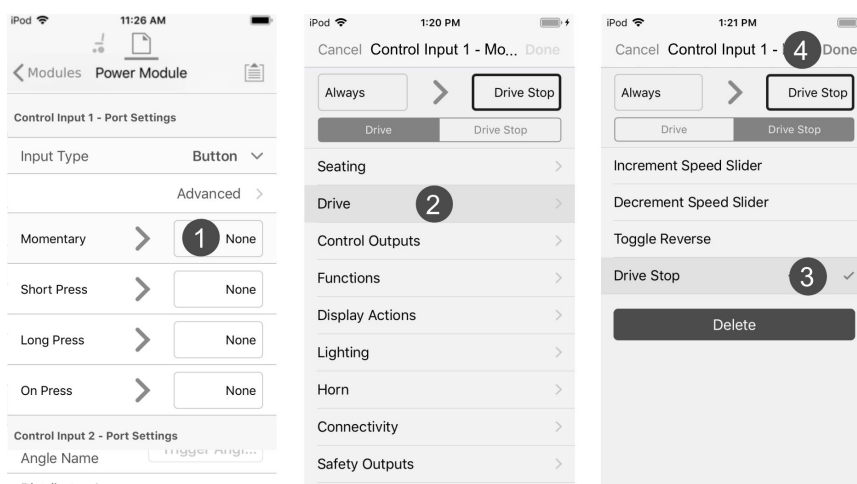 iPod 11:26 AM
Modules Power Module
Control Input 1 - Port Settings
Input Type Button
Advanced
Momentary 1 None
Short Press None
Long Press None
On Press None
Control Input 2 - Port Settings
Angle Name Trigger Angl...
iPod 1:20 PM
Cancel Control Input 1 - Mo... Done
Always Drive Stop
Drive Drive Stop
Seating
Drive 2
Control Outputs
Functions
Display Actions
Lighting
Horn
Connectivity
Safety Outputs
iPod 1:21 PM
Cancel Control Input 1 - 4 Done
Always Drive Stop
Drive Drive Stop
Increment Speed Slider
Decrement Speed Slider
Toggle Reverse
Drive Stop 3
Delete